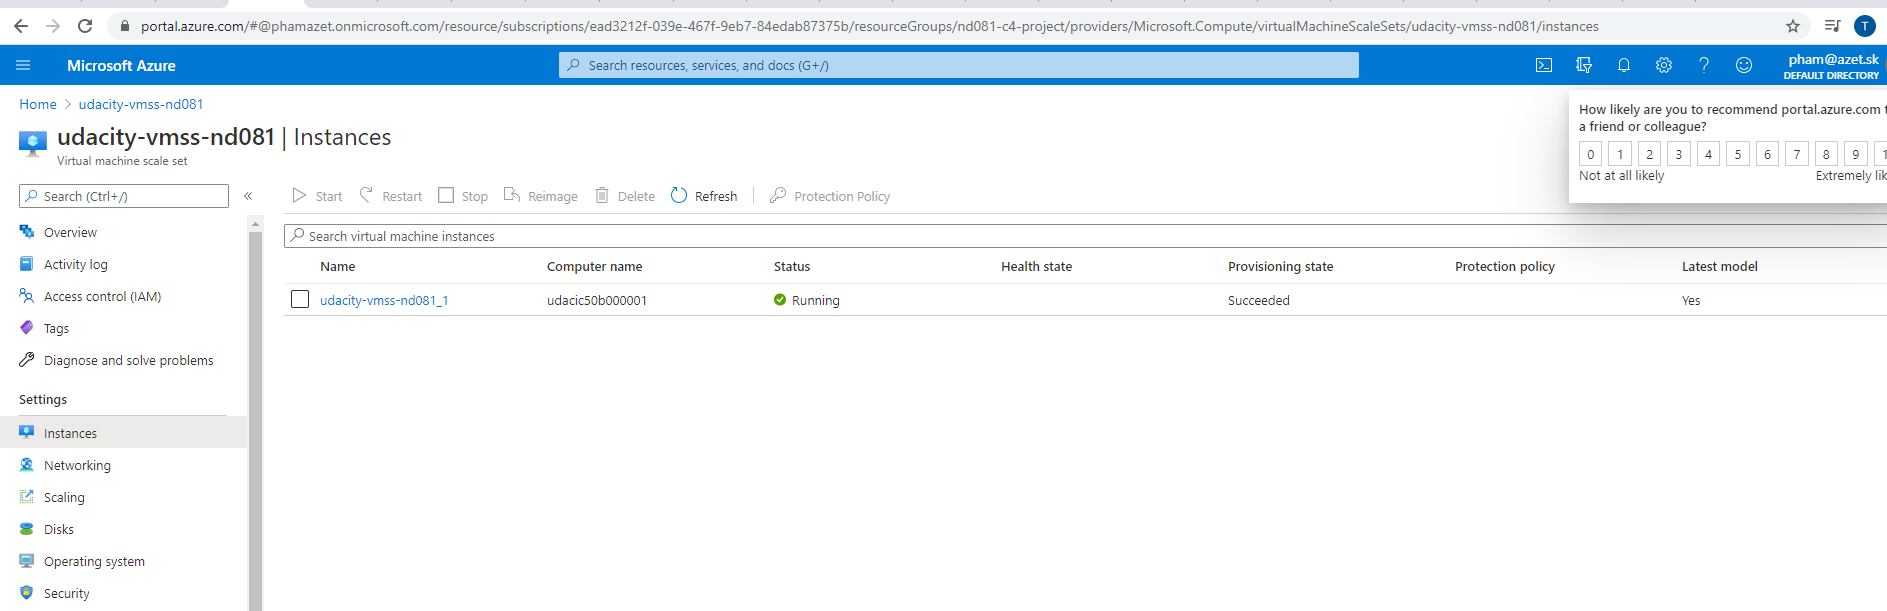 portal.azure.com/#@phamazet.onmicrosoft.com/resource/subscriptions/ead3212f-039e-467f-9eb7-84edab87375b/resourceGroups/nd081-c4-project/providers/Microsoft.Compute/virtualMachineScaleSets/udacity-vmss-nd081/instances
T
Microsoft Azure
Search resources, services, and docs (G+/)
pham@azet.sk
DEFAULT DIRECTORY
Home > udacity-vmss-nd081
How likely are you to recommend portal.azure.com t
a friend or colleague?
0 1 2 3 4 5 6 7 8 9 1
Not at all likely Extremely lik
udacity-vmss-nd081 | Instances
Virtual machine scale set
Search (Ctrl+/)
«
Start Restart Stop Reimage Delete Refresh Protection Policy
Search virtual machine instances
Name Computer name Status Health state Provisioning state Protection policy Latest model
udacity-vmss-nd081_1 udacic50b000001 Running Succeeded Yes
Overview
Activity log
Access control (IAM)
Tags
Diagnose and solve problems
Settings
Instances
Networking
Scaling
Disks
Operating system
Security